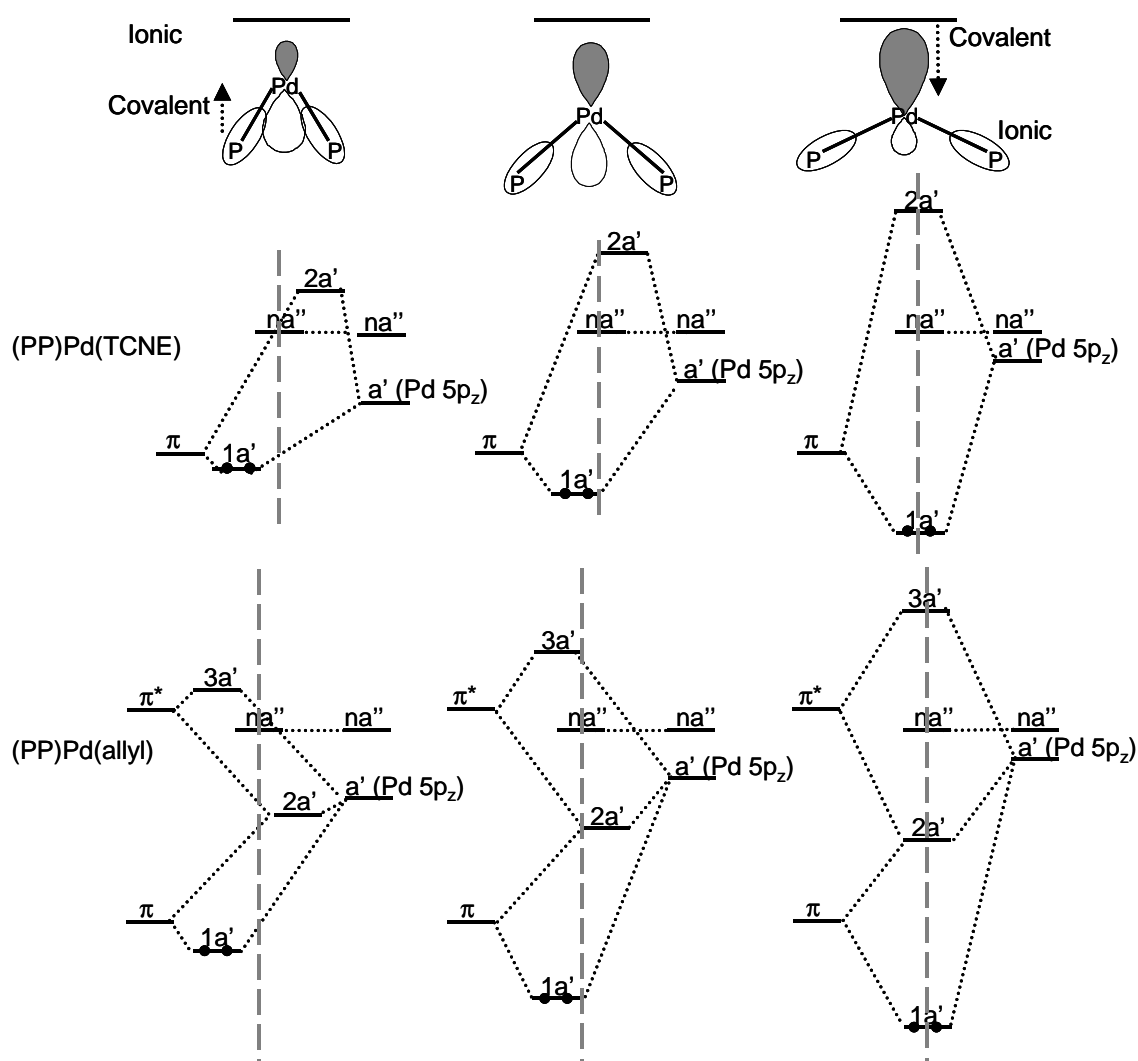 Ionic
Covalent
Pd
P P
Pd
P P
Covalent
Pd
Ionic
P P
(PP)Pd(TCNE)
2a’
na’’ na’’
a’ (Pd 5pz)
π
1a’
2a’
na’’ na’’
a’ (Pd 5pz)
π
1a’
2a’
na’’ na’’
a’ (Pd 5pz)
π
1a’
(PP)Pd(allyl)
3a’
π*
na’’ na’’
2a’ a’ (Pd 5pz)
π
1a’
3a’
π*
na’’ na’’
a’ (Pd 5pz)
2a’
π
1a’
3a’
π*
na’’ na’’
a’ (Pd 5pz)
2a’
π
1a’